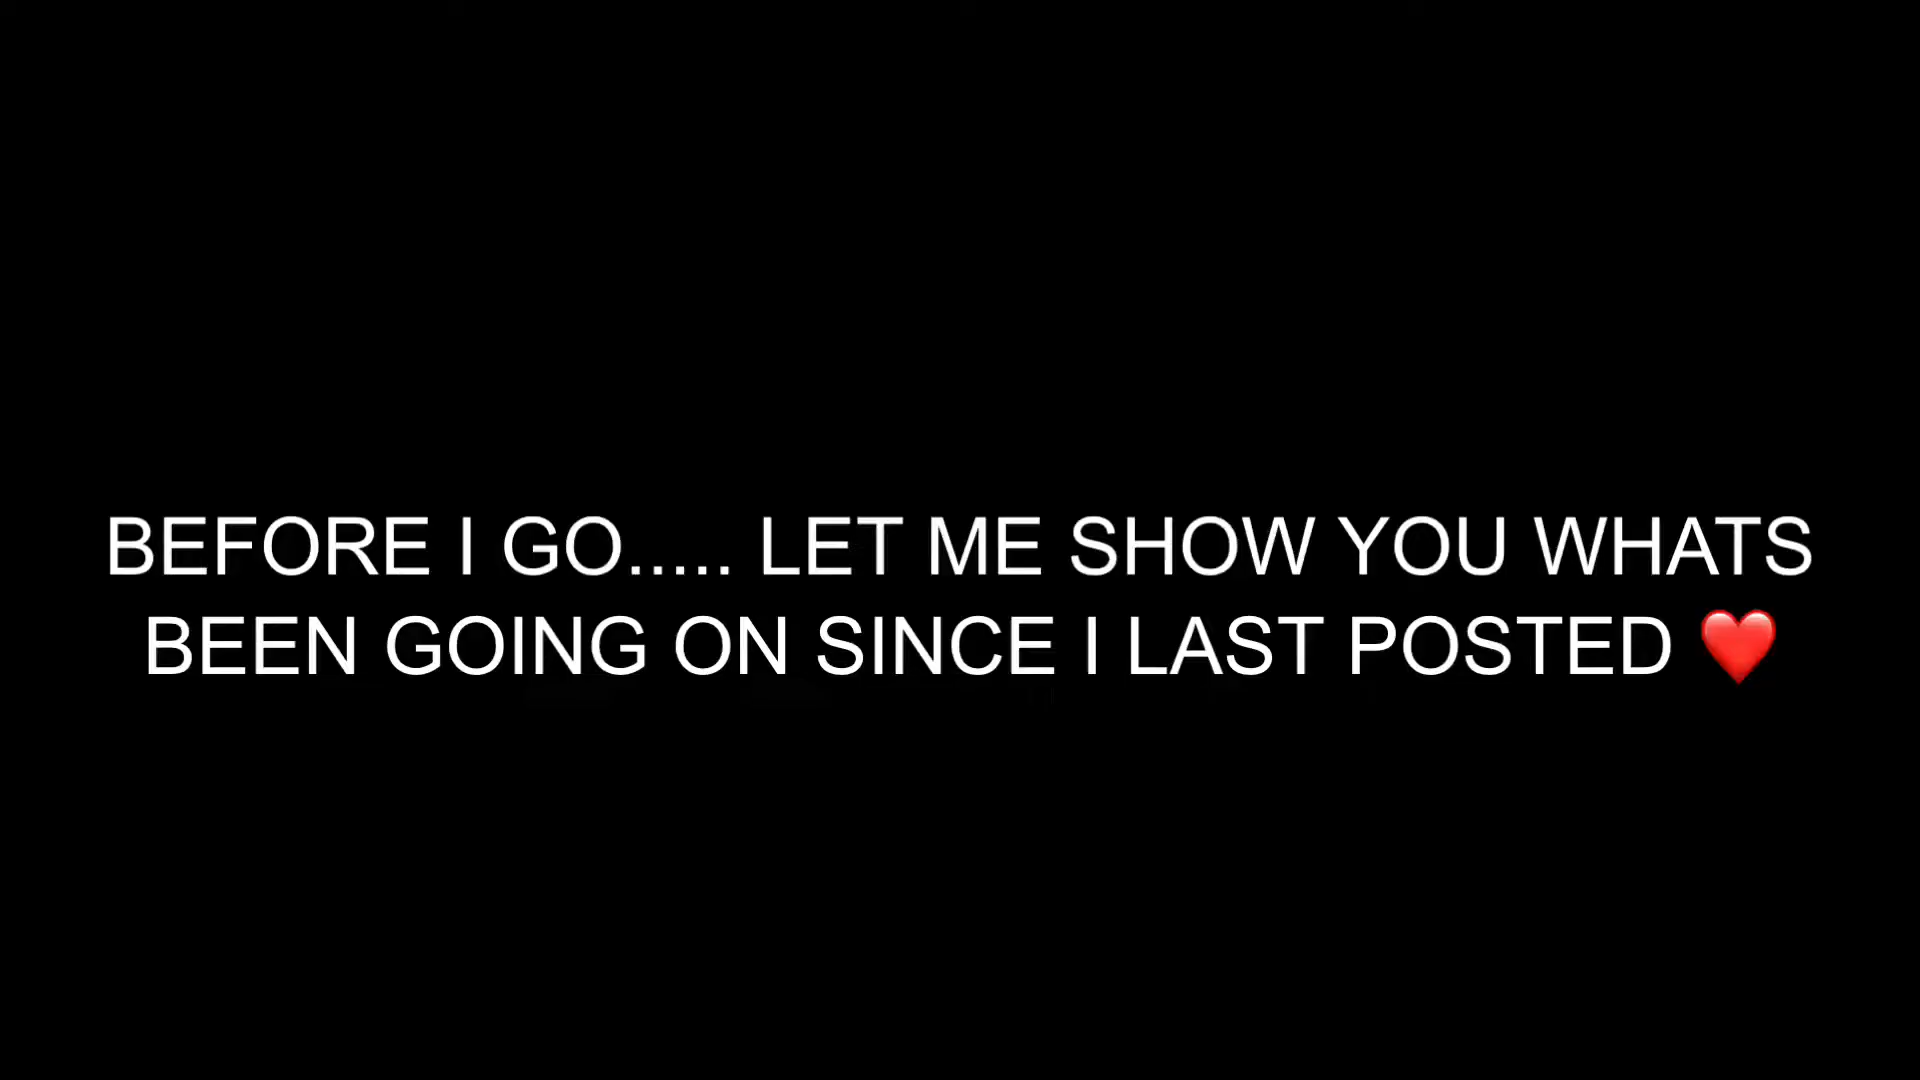 BEFORE I GO..... LET ME SHOW YOU WHATS
BEEN GOING ON SINCE I LAST POSTED ❤️